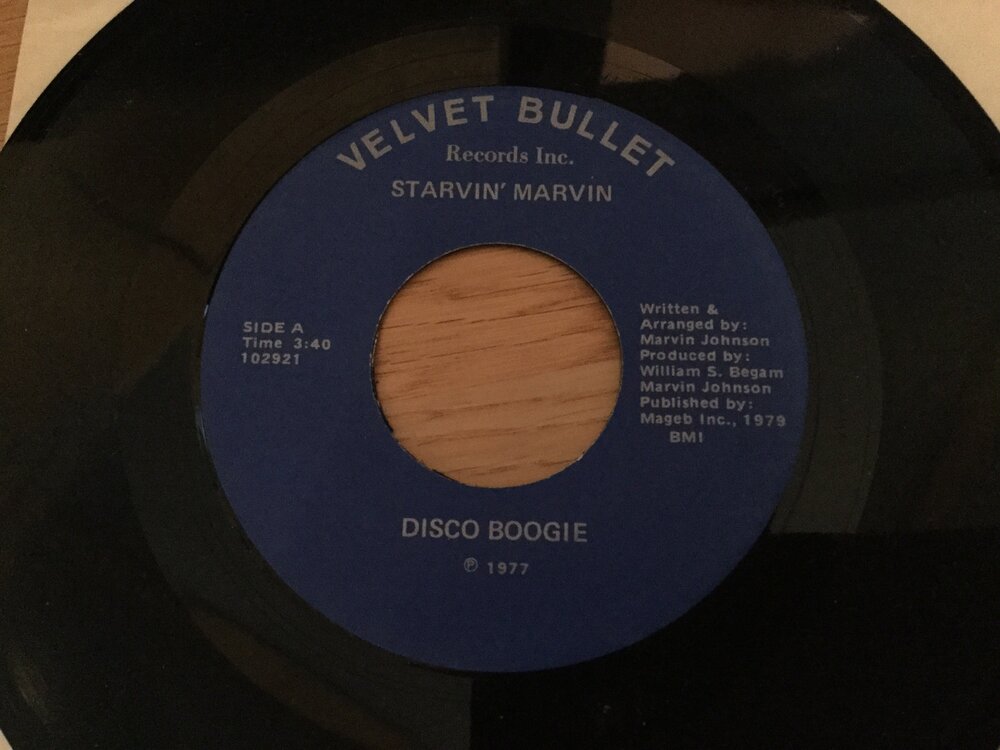 VELVET BULLET
Records Inc.
STARVIN' MARVIN
SIDE A
Time 3:40
102921
Written &
Arranged by:
Marvin Johnson
Produced by:
William S. Begam
Marvin Johnson
Published by:
Mageb Inc., 1979
BMI
DISCO BOOGIE
℗ 1977